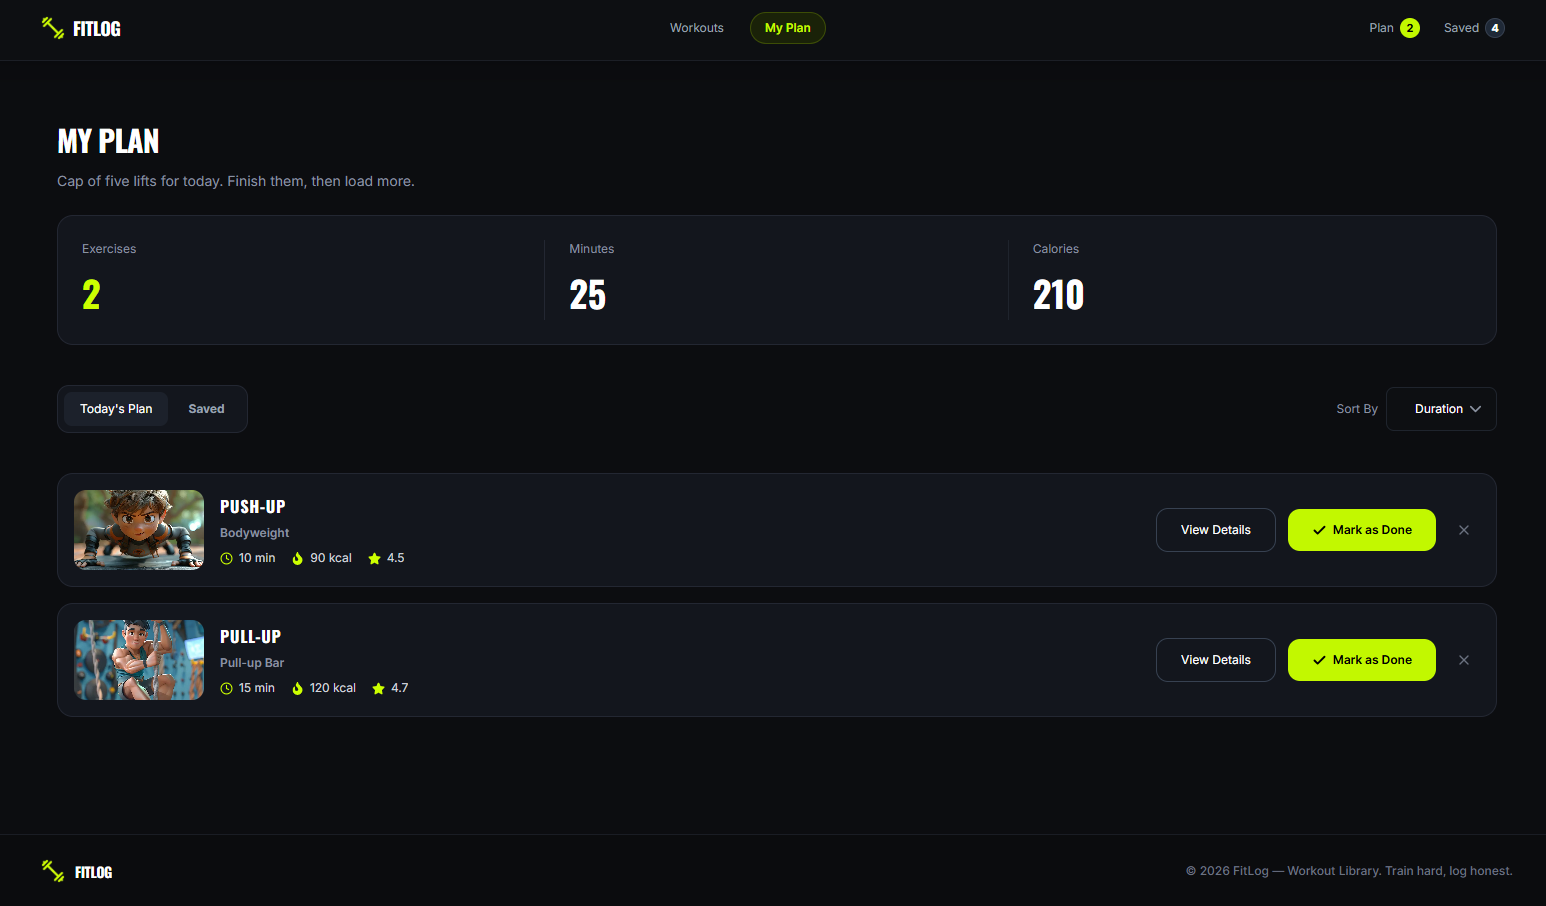 FITLOG
Workouts
My Plan
Plan 2
Saved 4
MY PLAN
Cap of five lifts for today. Finish them, then load more.
Exercises
2
Minutes
25
Calories
210
Today's Plan
Saved
Sort By
Duration
PUSH-UP
Bodyweight
10 min 90 kcal 4.5
View Details
Mark as Done
PULL-UP
Pull-up Bar
15 min 120 kcal 4.7
View Details
Mark as Done
FITLOG
© 2026 FitLog — Workout Library. Train hard, log honest.